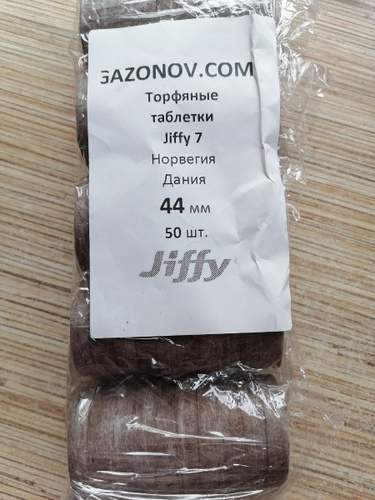 GAZONOV.COM
Торфяные
таблетки
Jiffy 7
Норвегия
Дания
44 мм
50 шт.
Jiffy